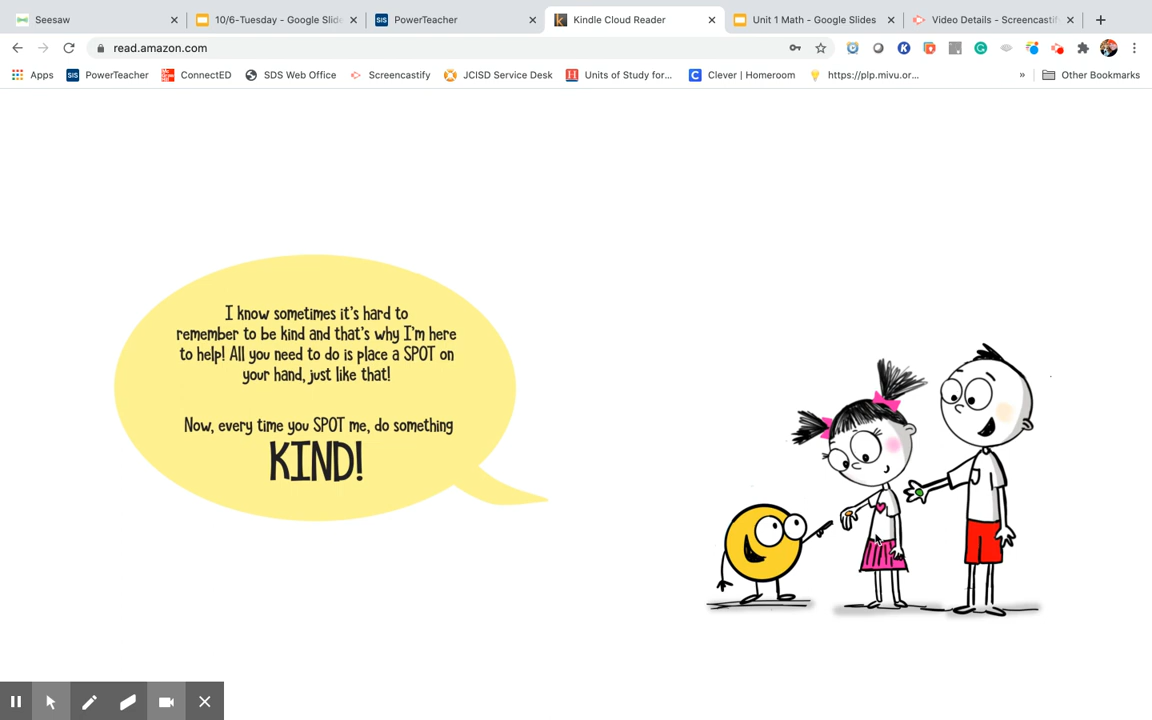 Seesaw
10/6-Tuesday - Google Slide
PowerTeacher
Kindle Cloud Reader
Unit 1 Math - Google Slides
Video Details - Screencastif
read.amazon.com
Apps
SIS PowerTeacher
ConnectED
SDS Web Office
Screencastify
JCISD Service Desk
Units of Study for...
Clever | Homeroom
https://plp.mivu.or...
»
Other Bookmarks
I know sometimes it's hard to
remember to be kind and that's why I'm here
to help! All you need to do is place a SPOT on
your hand, just like that!
Now, every time you SPOT me, do something
KIND!